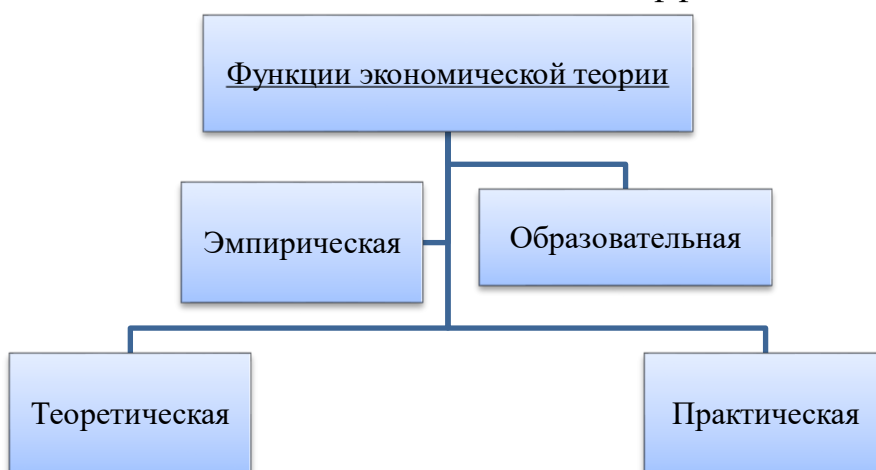 Функции экономической теории
Эмпирическая
Образовательная
Теоретическая
Практическая